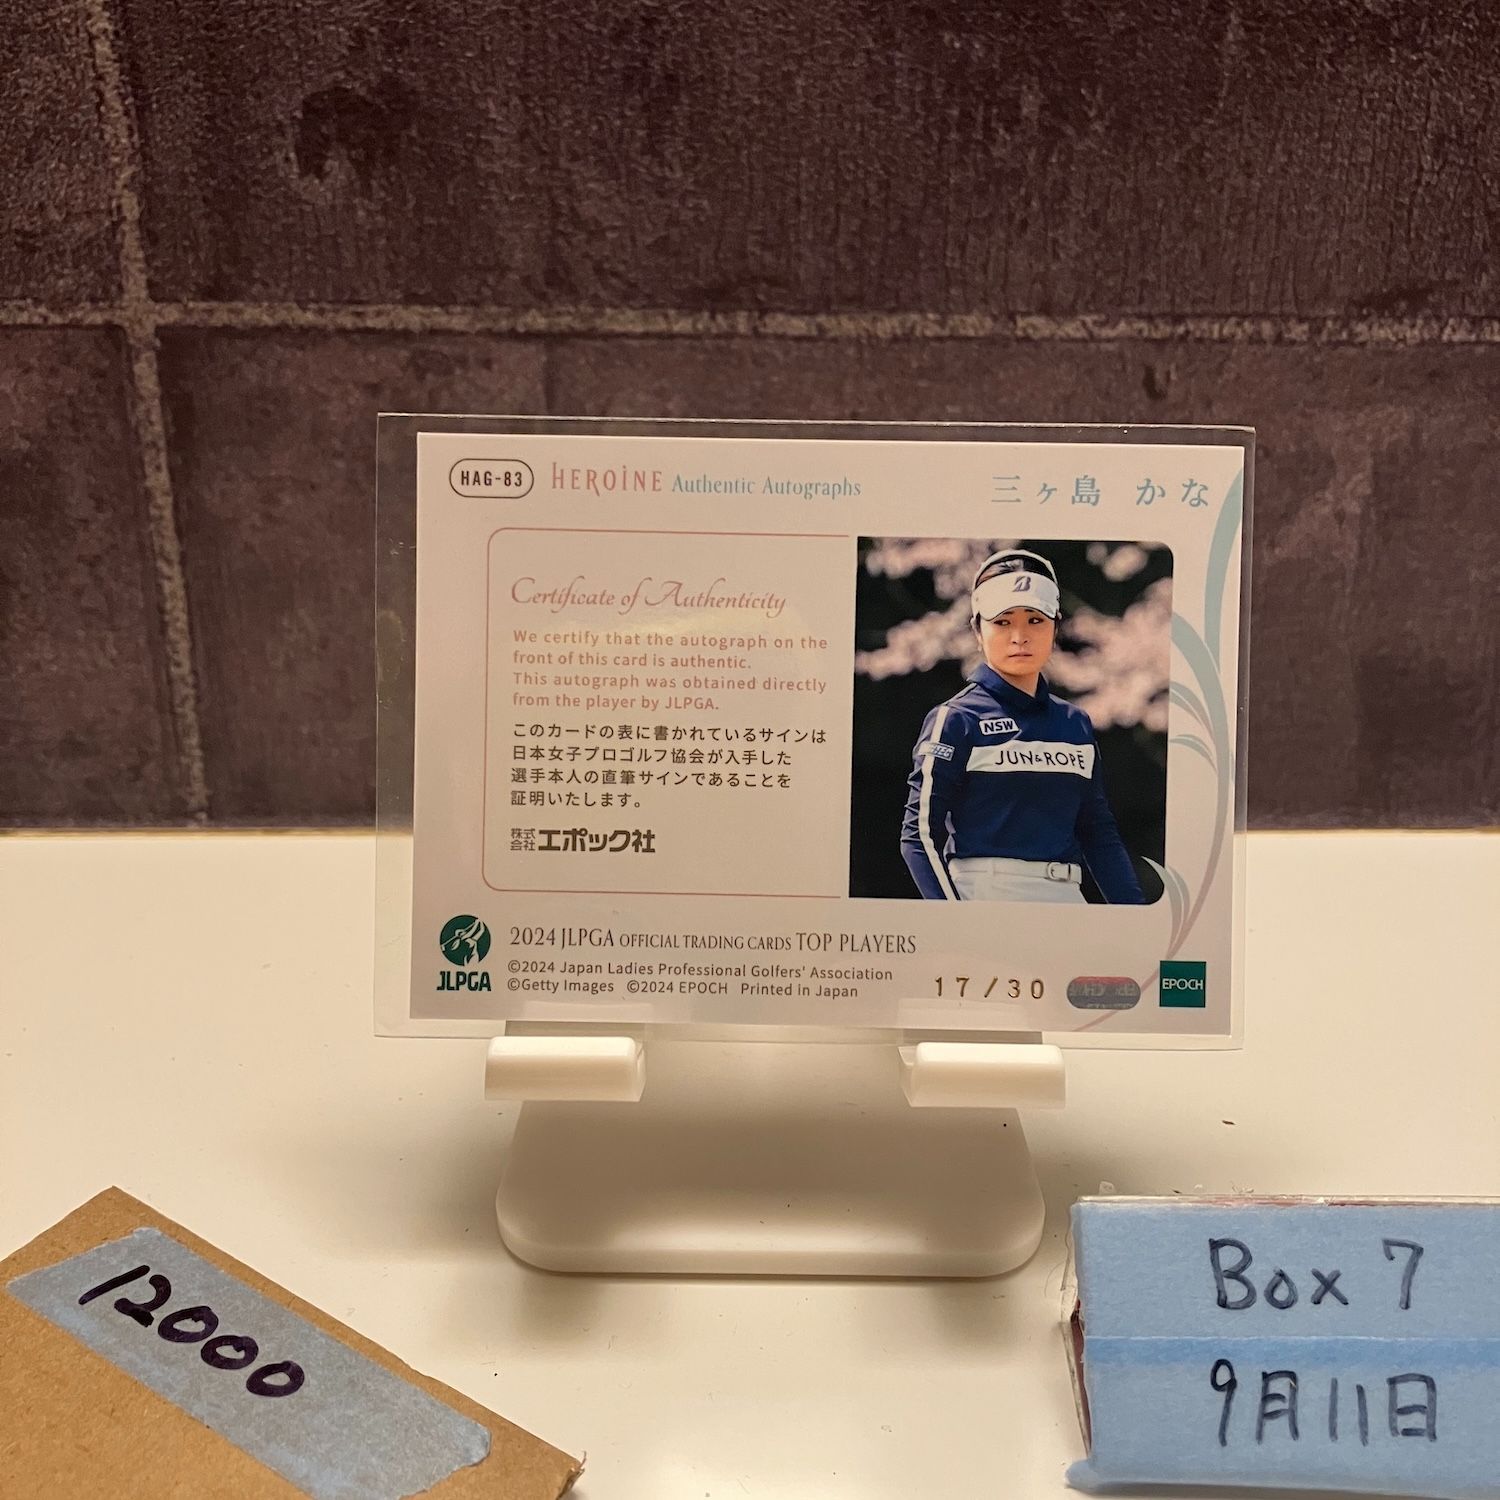 HAG-83 HEROINE Authentic Autographs
三ヶ島 かな
Certificate of Authenticity
We certify that the autograph on the
front of this card is authentic.
This autograph was obtained directly
from the player by JLPGA.
このカードの表に書かれているサインは
日本女子プロゴルフ協会が入手した
選手本人の直筆サインであることを
証明いたします。
株式会社エポック社
B
NSW
JUN&ROPÉ
JLPGA
2024 JLPGA OFFICIAL TRADING CARDS TOP PLAYERS
©2024 Japan Ladies Professional Golfers' Association
©Getty Images ©2024 EPOCH Printed in Japan
17/30
EPOCH
12000
Box 7
9月11日